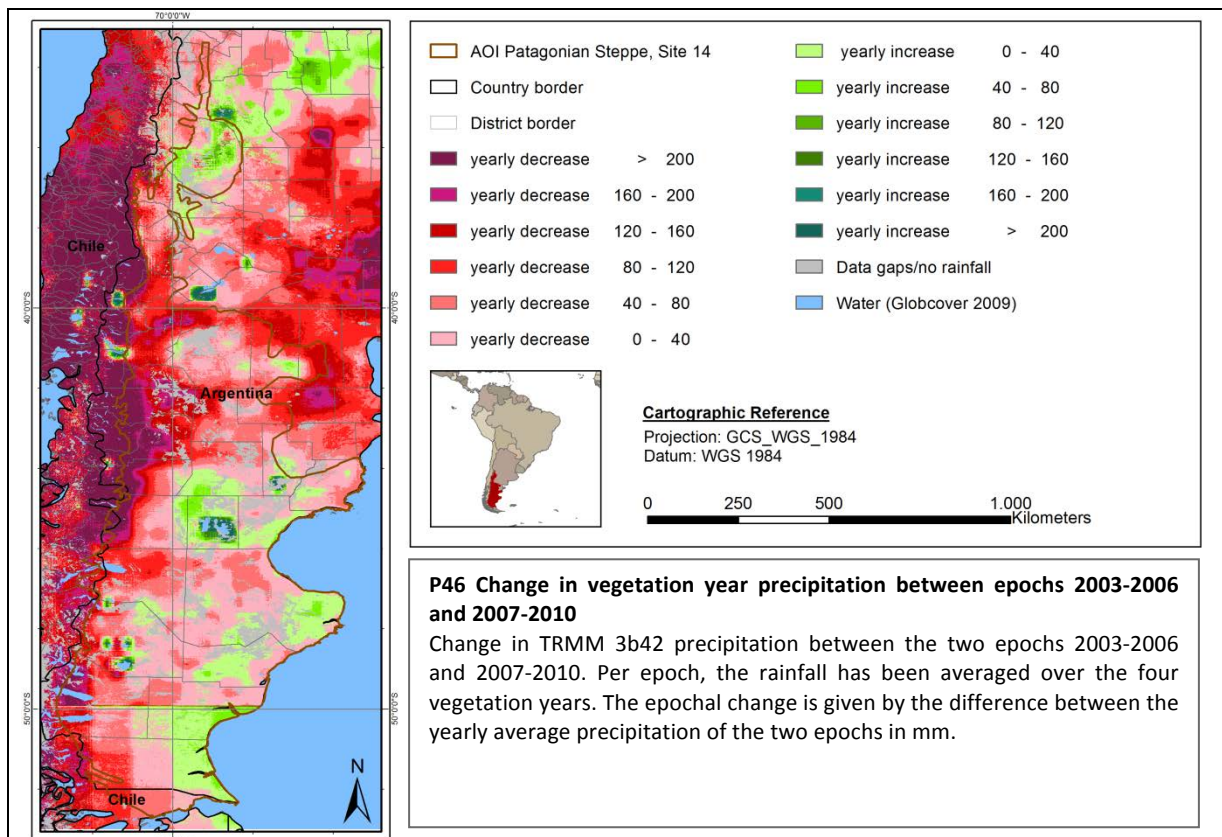 70°0'0"W
40°0'0"S
50°0'0"S
40°0'0"S
50°0'0"S
Chile
Argentina
Chile
N
AOI Patagonian Steppe, Site 14
Country border
District border
yearly decrease > 200
yearly decrease 160 - 200
yearly decrease 120 - 160
yearly decrease 80 - 120
yearly decrease 40 - 80
yearly decrease 0 - 40
yearly increase 0 - 40
yearly increase 40 - 80
yearly increase 80 - 120
yearly increase 120 - 160
yearly increase 160 - 200
yearly increase > 200
Data gaps/no rainfall
Water (Globcover 2009)
Cartographic Reference
Projection: GCS_WGS_1984
Datum: WGS 1984
0 250 500 1.000
Kilometers
P46 Change in vegetation year precipitation between epochs 2003-2006
and 2007-2010
Change in TRMM 3b42 precipitation between the two epochs 2003-2006
and 2007-2010. Per epoch, the rainfall has been averaged over the four
vegetation years. The epochal change is given by the difference between the
yearly average precipitation of the two epochs in mm.